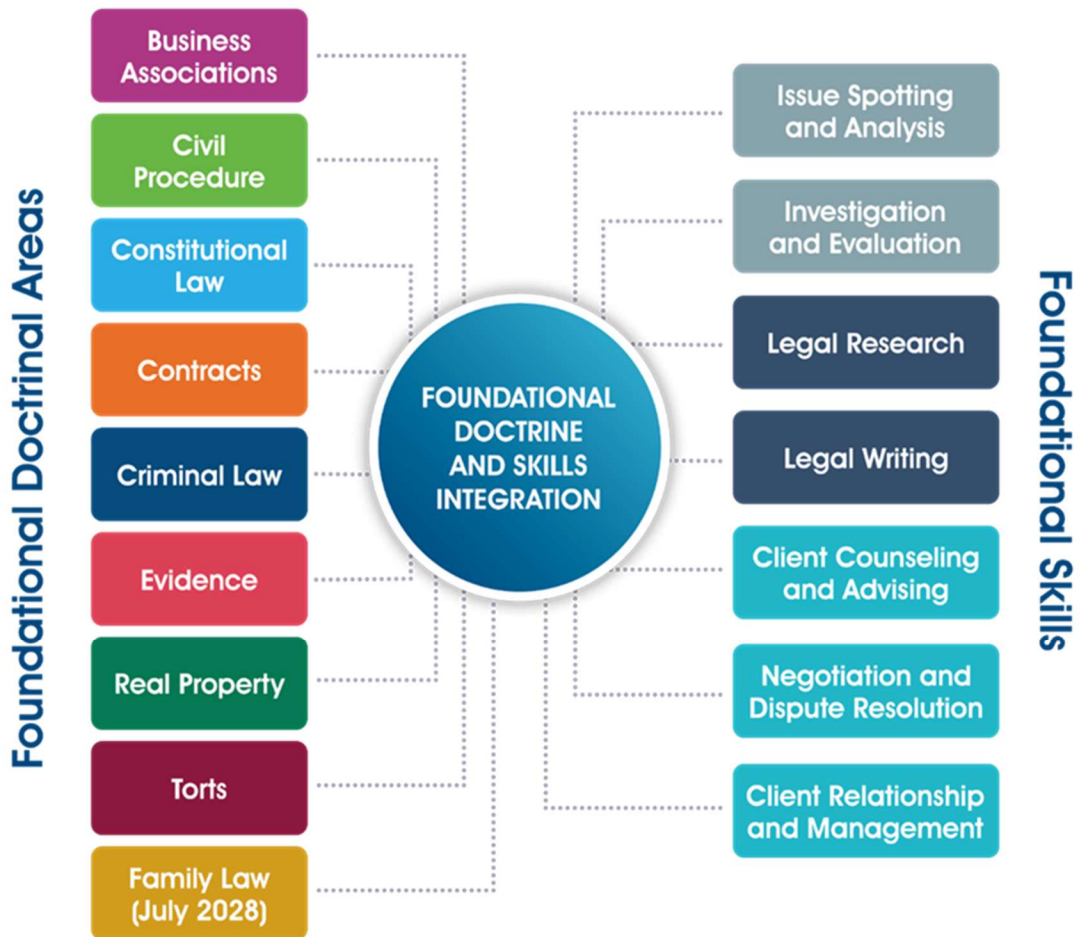 Foundational Doctrinal Areas
Business
Associations
Civil
Procedure
Constitutional
Law
Contracts
Criminal Law
Evidence
Real Property
Torts
Family Law
(July 2028)
FOUNDATIONAL
DOCTRINE
AND SKILLS
INTEGRATION
Issue Spotting
and Analysis
Investigation
and Evaluation
Legal Research
Legal Writing
Client Counseling
and Advising
Negotiation and
Dispute Resolution
Client Relationship
and Management
Foundational Skills